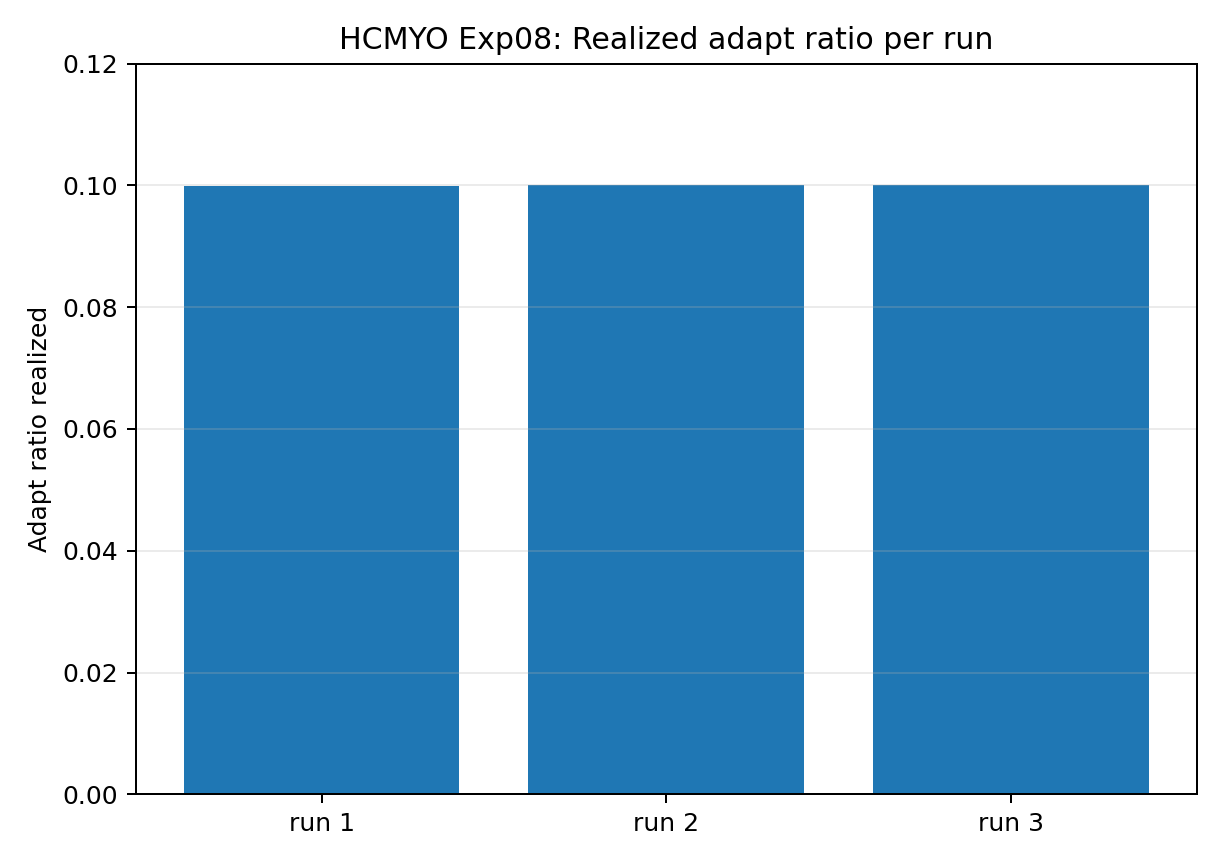 HCMYO Exp08: Realized adapt ratio per run
0.12
0.10
0.08
0.06
0.04
0.02
0.00
Adapt ratio realized
run 1
run 2
run 3